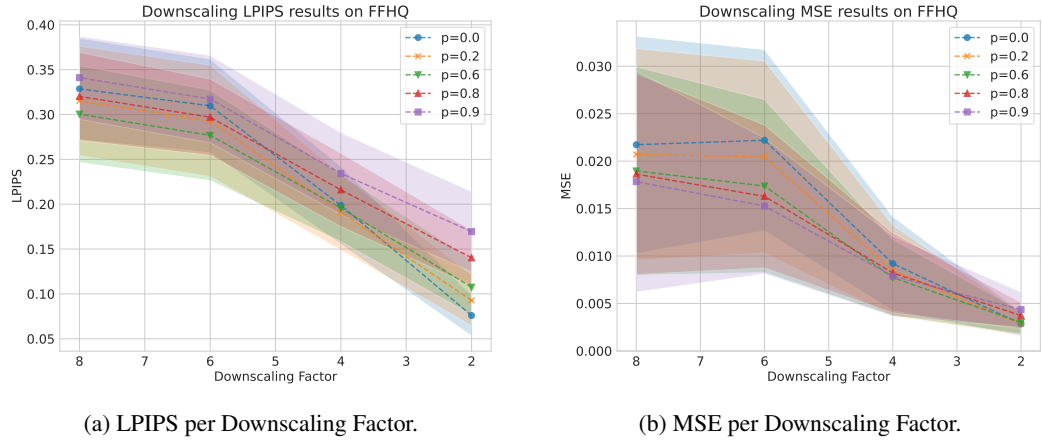 Downscaling LPIPS results on FFHQ
0.40
0.35
0.30
0.25
0.20
0.15
0.10
0.05
LPIPS
8 7 6 5 4 3 2
Downscaling Factor
p=0.0
p=0.2
p=0.6
p=0.8
p=0.9
(a) LPIPS per Downscaling Factor.
Downscaling MSE results on FFHQ
0.030
0.025
0.020
0.015
0.010
0.005
0.000
MSE
8 7 6 5 4 3 2
Downscaling Factor
p=0.0
p=0.2
p=0.6
p=0.8
p=0.9
(b) MSE per Downscaling Factor.